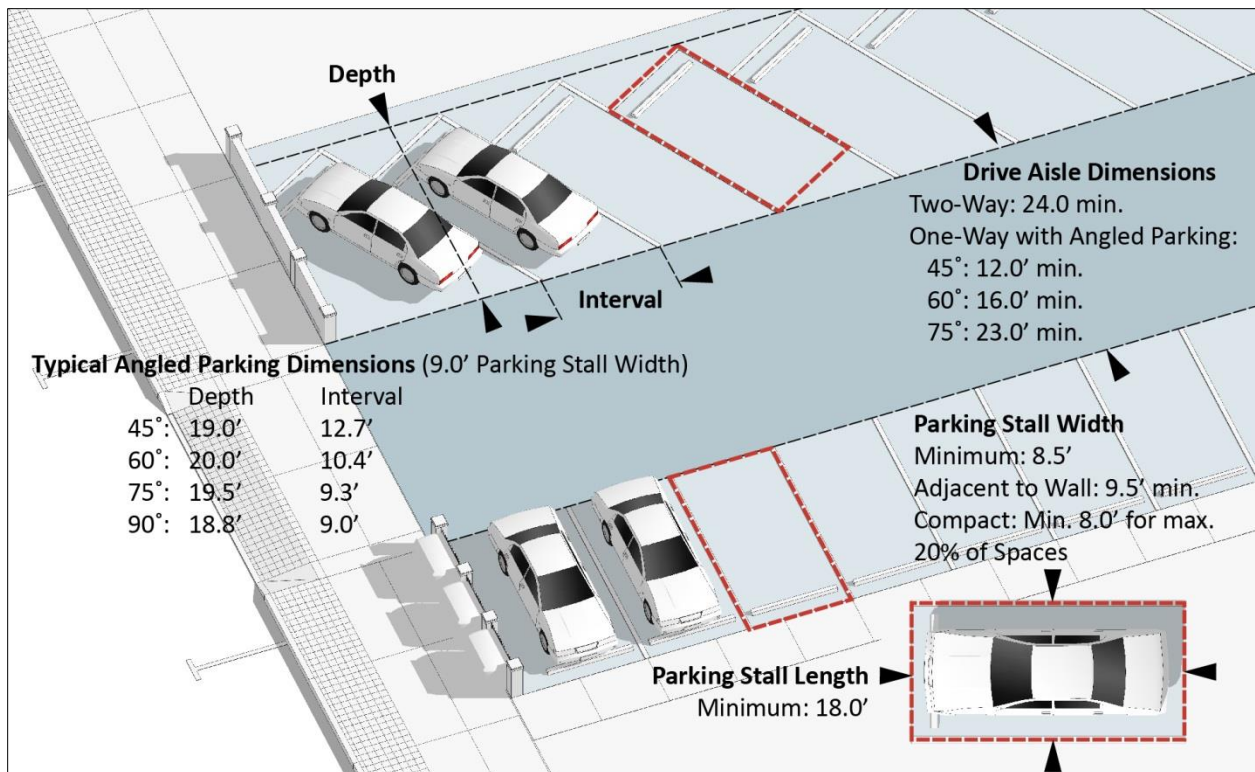 Depth
Drive Aisle Dimensions
Two-Way: 24.0 min.
One-Way with Angled Parking:
45˚: 12.0’ min.
60˚: 16.0’ min.
75˚: 23.0’ min.
Interval
Typical Angled Parking Dimensions (9.0’ Parking Stall Width)
Depth Interval
45˚: 19.0’ 12.7’
60˚: 20.0’ 10.4’
75˚: 19.5’ 9.3’
90˚: 18.8’ 9.0’
Parking Stall Width
Minimum: 8.5’
Adjacent to Wall: 9.5’ min.
Compact: Min. 8.0’ for max.
20% of Spaces
Parking Stall Length
Minimum: 18.0’